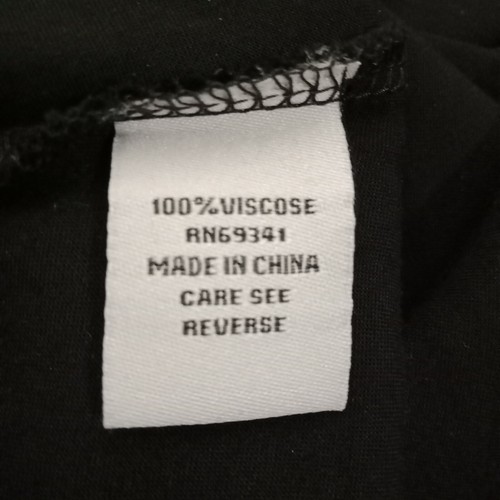 100%VISCOSE
RN69341
MADE IN CHINA
CARE SEE
REVERSE